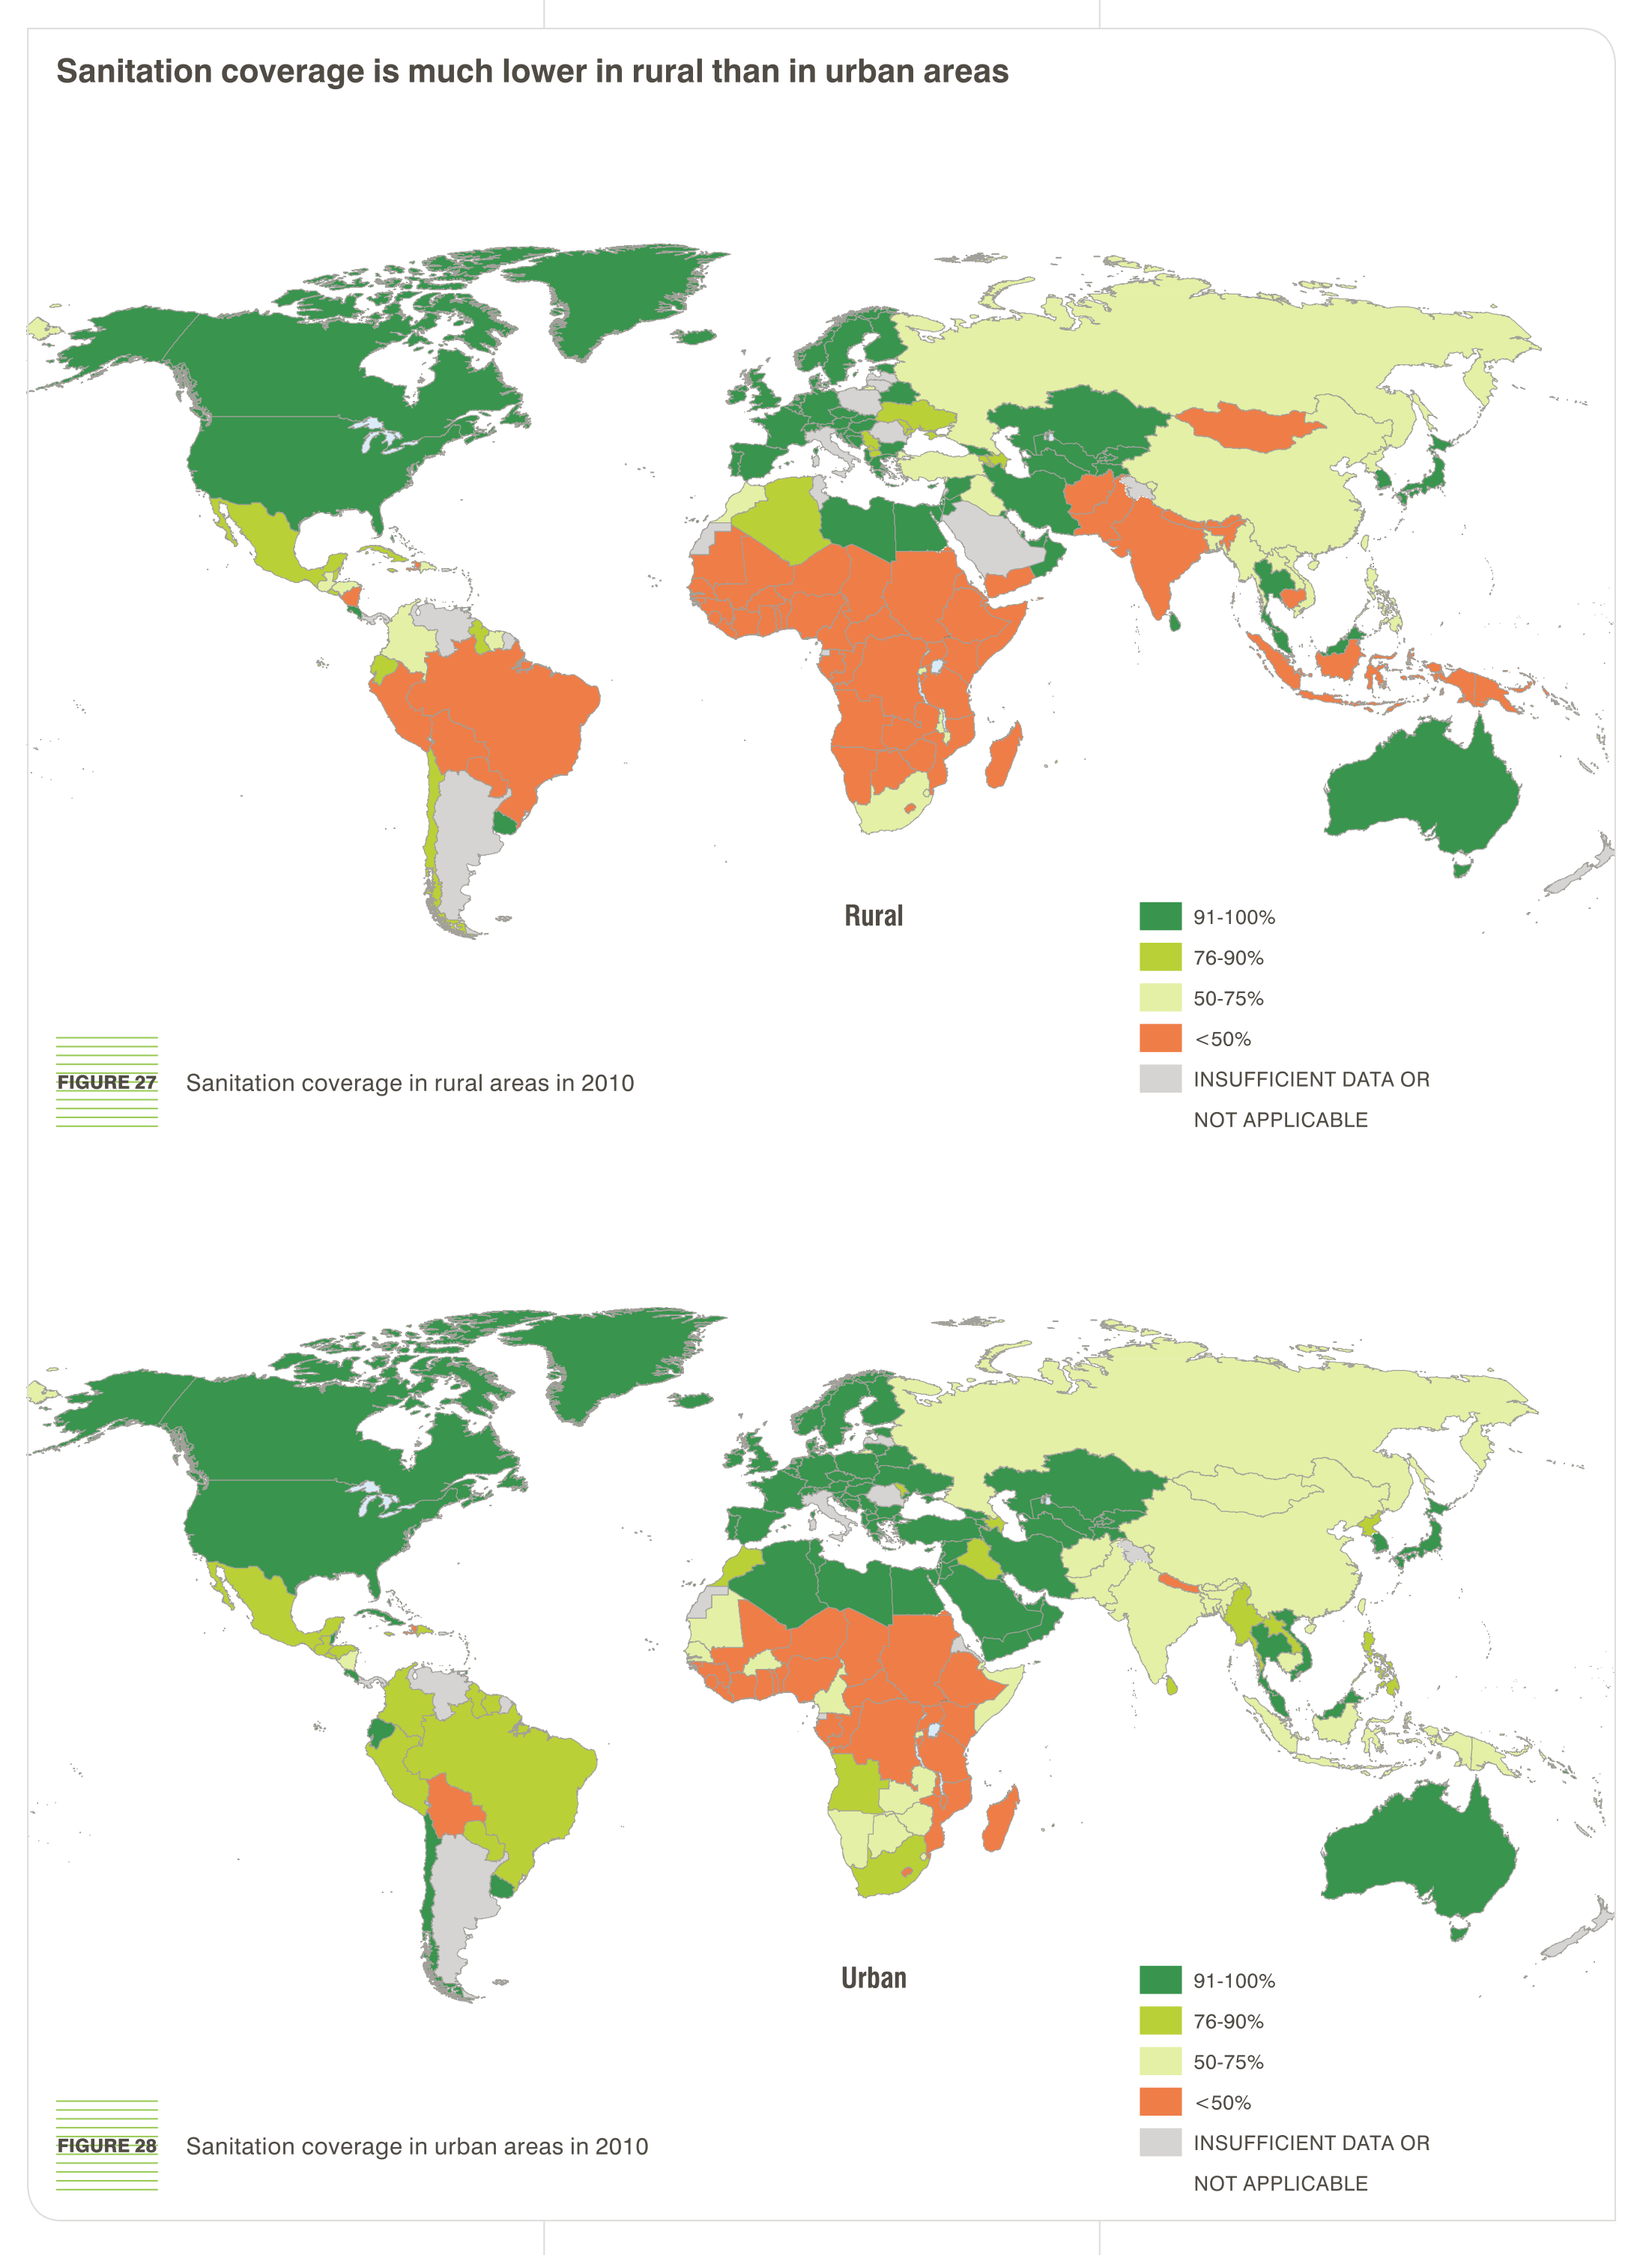 Sanitation coverage is much lower in rural than in urban areas
Rural
91-100%
76-90%
50-75%
<50%
INSUFFICIENT DATA OR
NOT APPLICABLE
FIGURE 27
Sanitation coverage in rural areas in 2010
Urban
91-100%
76-90%
50-75%
<50%
INSUFFICIENT DATA OR
NOT APPLICABLE
FIGURE 28
Sanitation coverage in urban areas in 2010